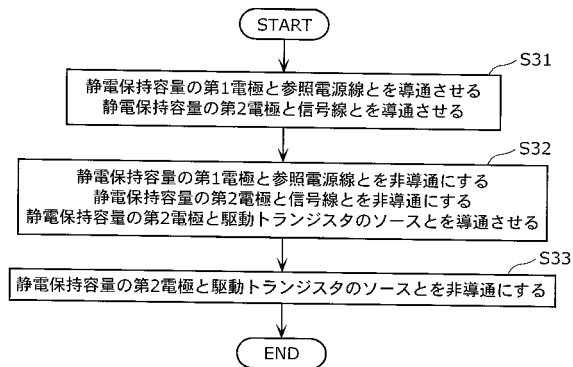 START
S31
静電保持容量の第1電極と参照電源線とを導通させる
静電保持容量の第2電極と信号線とを導通させる
S32
静電保持容量の第1電極と参照電源線とを非導通にする
静電保持容量の第2電極と信号線とを非導通にする
静電保持容量の第2電極と駆動トランジスタのソースとを導通させる
S33
静電保持容量の第2電極と駆動トランジスタのソースとを非導通にする
END